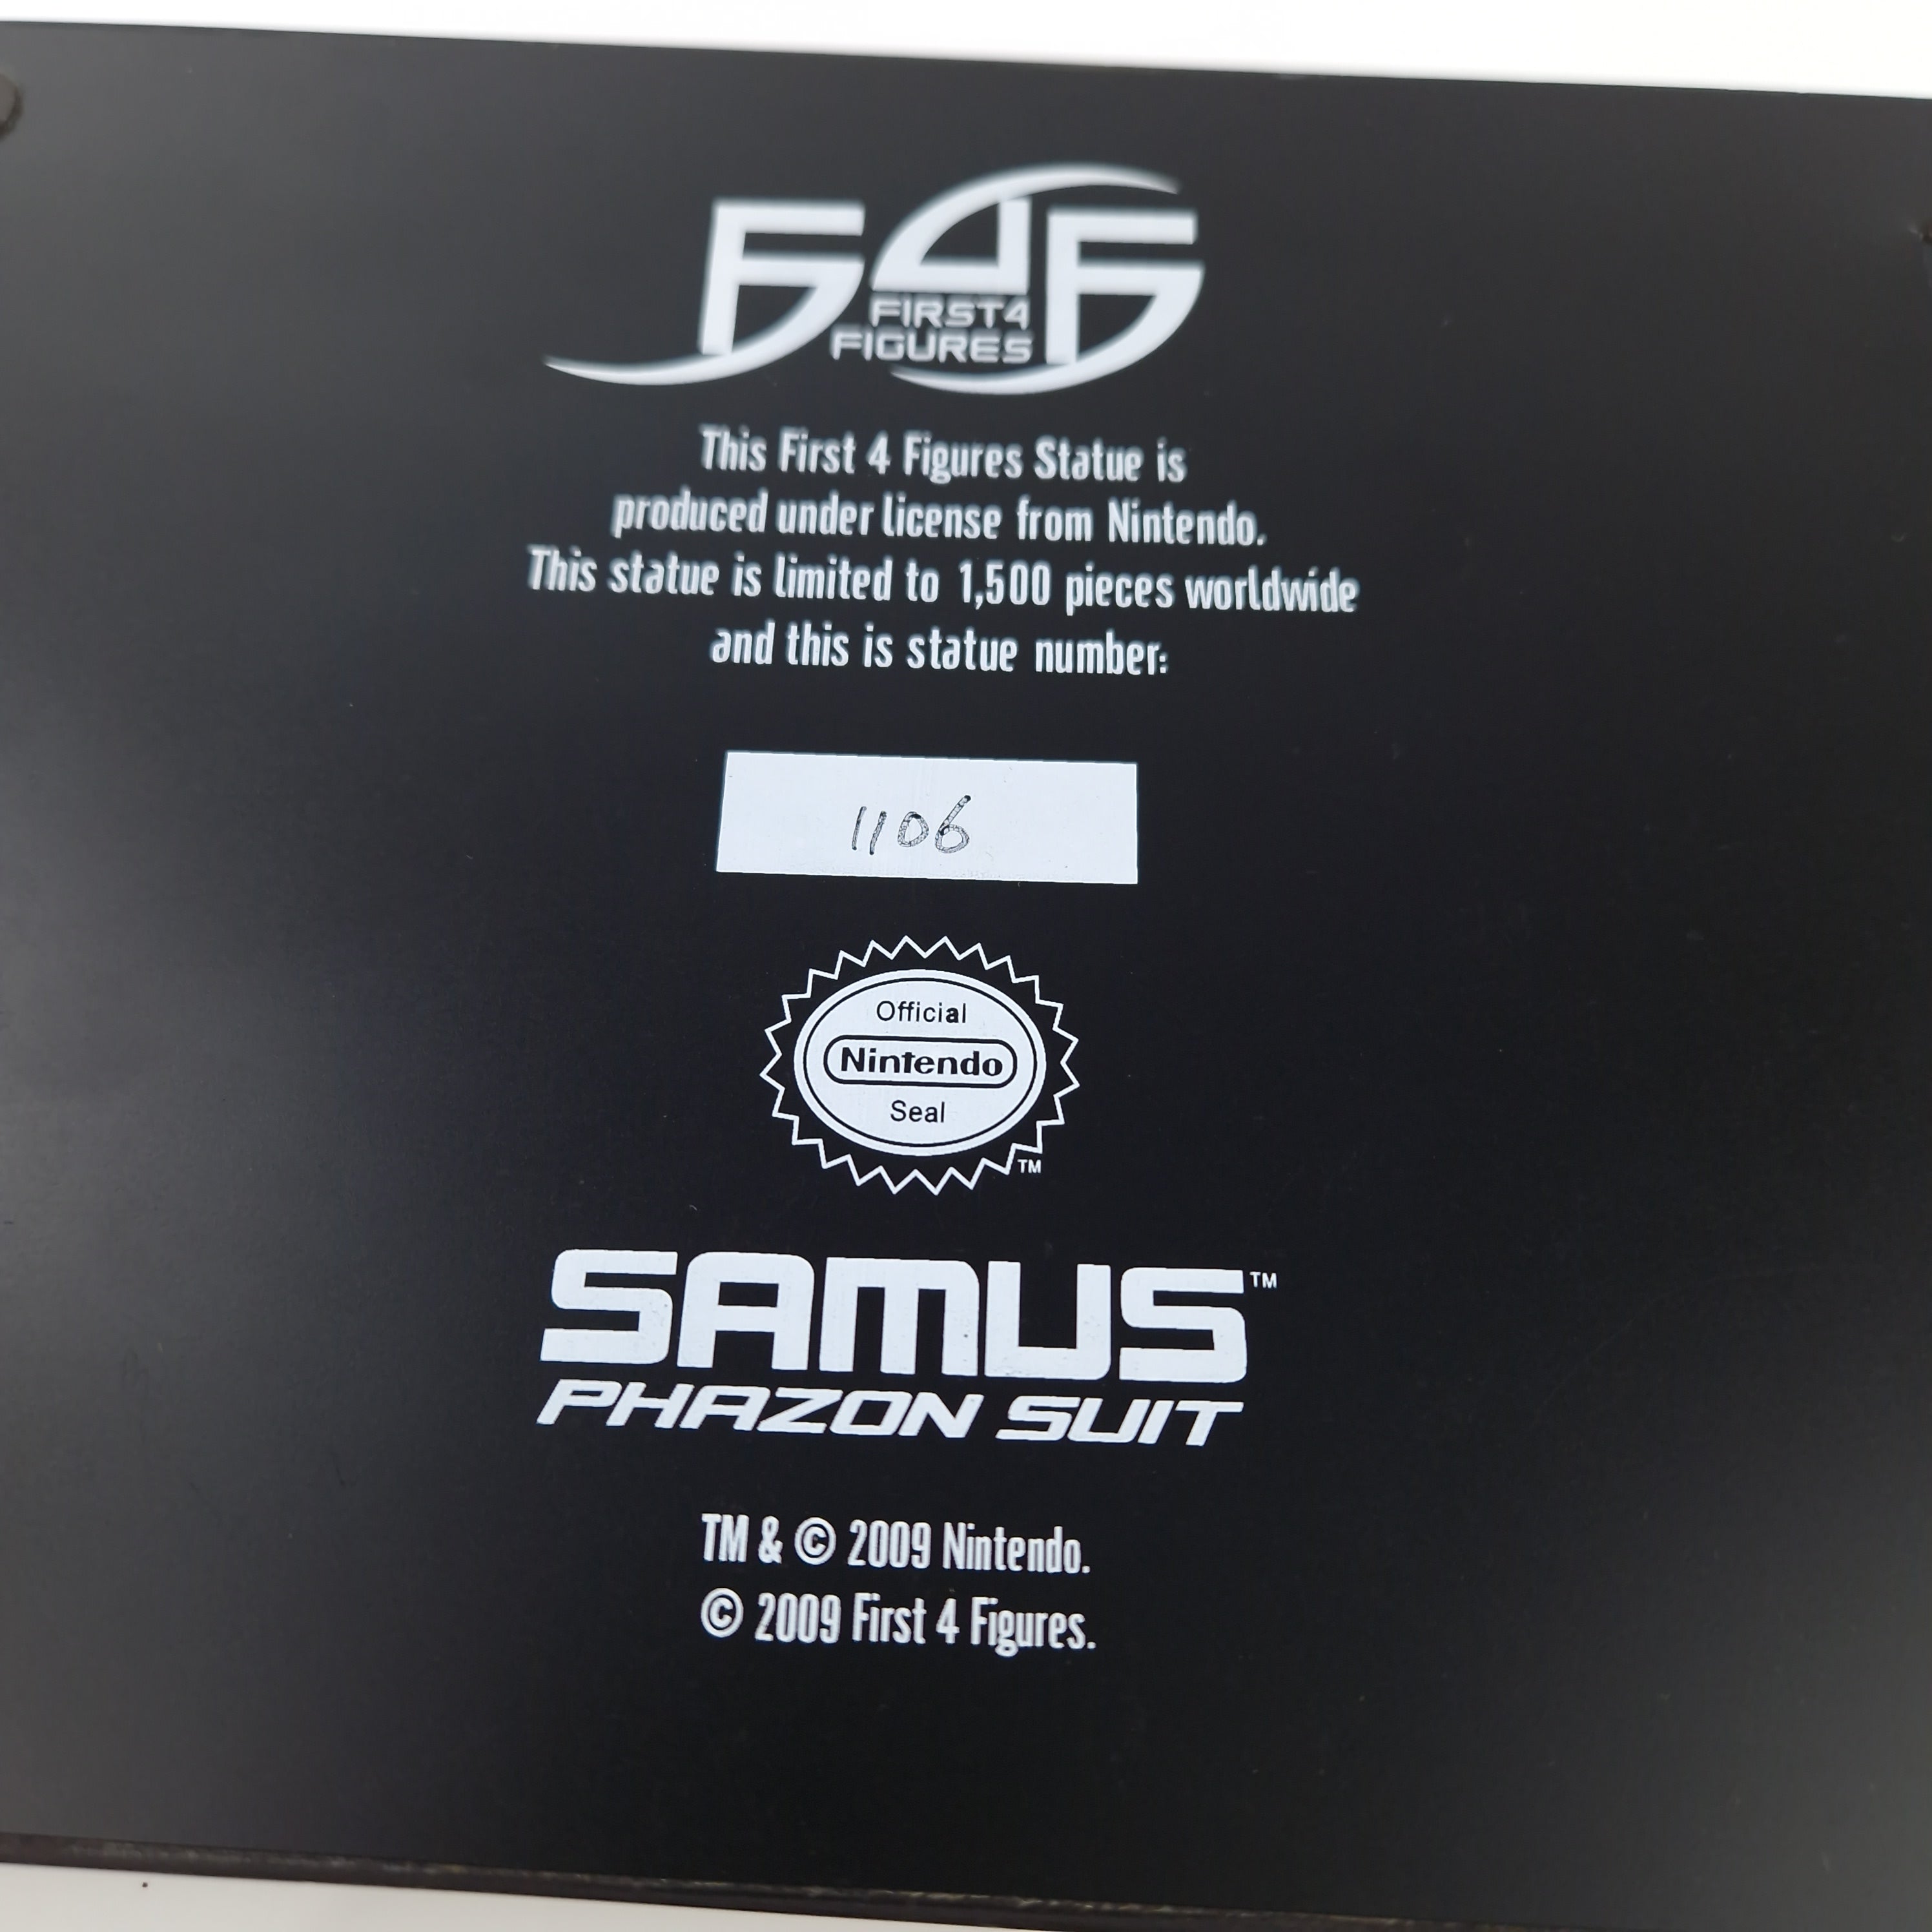 F4F
FIRST4
FIGURES
This First 4 Figures Statue is
produced under license from Nintendo.
This statue is limited to 1,500 pieces worldwide
and this is statue number:
1106
Official
Nintendo
Seal
TM
SAMUS™
PHAZON SUIT
TM & © 2009 Nintendo.
© 2009 First 4 Figures.